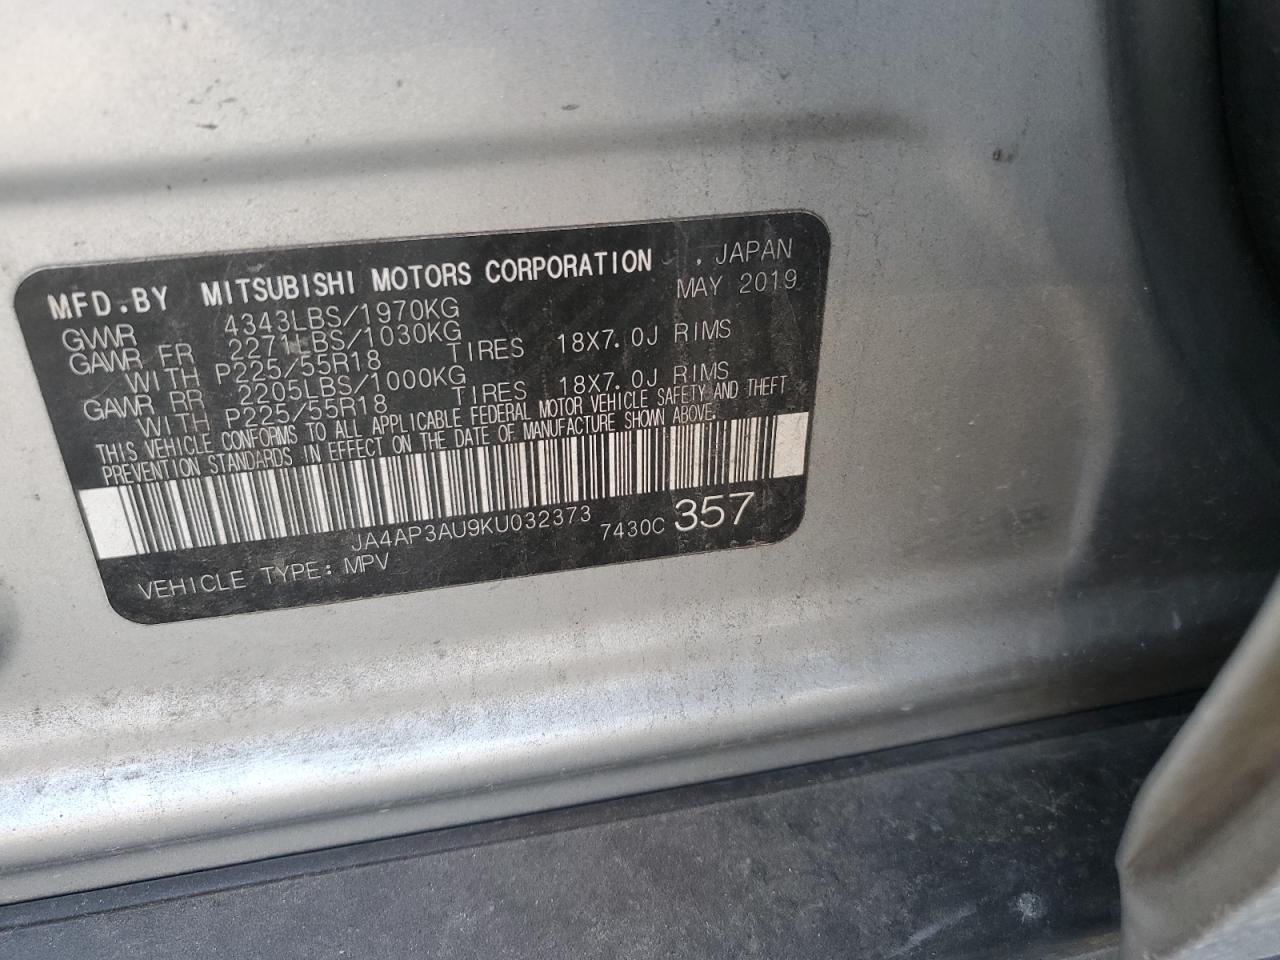 MFD.BY MITSUBISHI MOTORS CORPORATION , JAPAN
GVWR 4343LBS/1970KG MAY 2019
GAWR FR 2271LBS/1030KG
WITH P225/55R18 TIRES 18X7.0J RIMS
GAWR RR 2205LBS/1000KG
WITH P225/55R18 TIRES 18X7.0J RIMS
THIS VEHICLE CONFORMS TO ALL APPLICABLE FEDERAL MOTOR VEHICLE SAFETY AND THEFT
PREVENTION STANDARDS IN EFFECT ON THE DATE OF MANUFACTURE SHOWN ABOVE.
JA4AP3AU9KU032373 7430C 357
VEHICLE TYPE: MPV